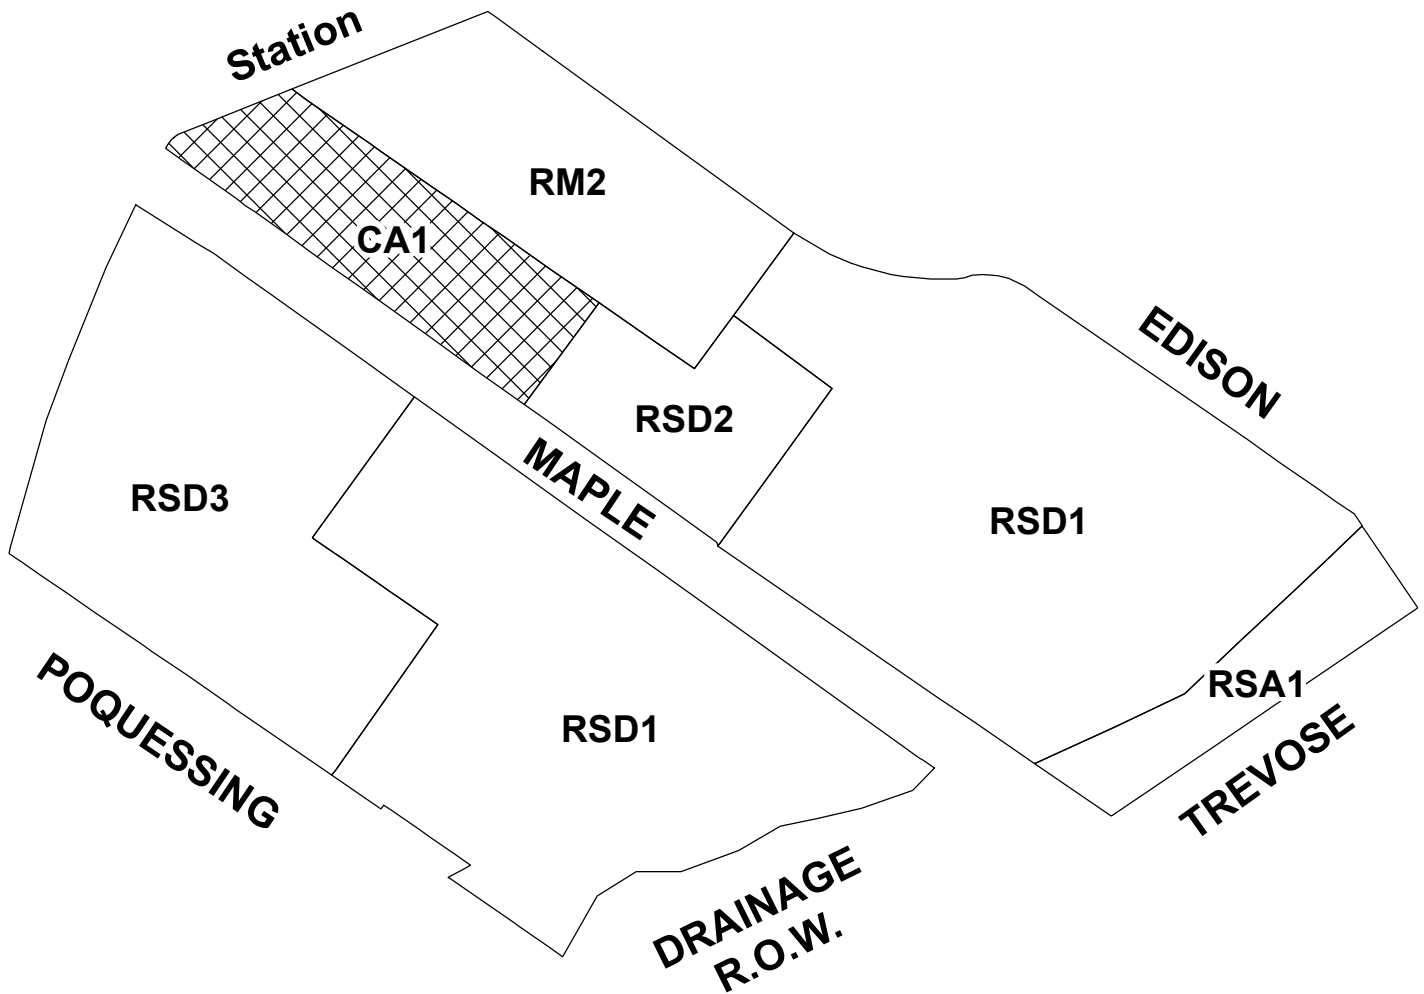 Station
RM2
CA1
EDISON
RSD2
MAPLE
RSD3
RSD1
RSA1
POQUESSING
RSD1
TREVOSE
DRAINAGE
R.O.W.